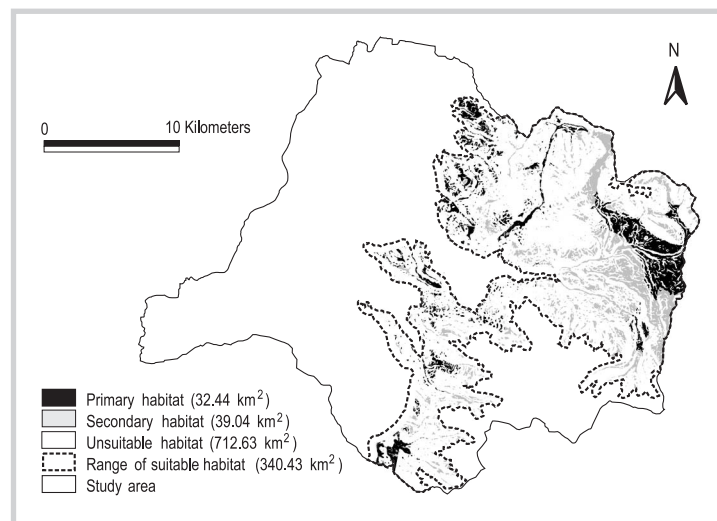 N
0 10 Kilometers
Primary habitat (32.44 km²)
Secondary habitat (39.04 km²)
Unsuitable habitat (712.63 km²)
Range of suitable habitat (340.43 km²)
Study area